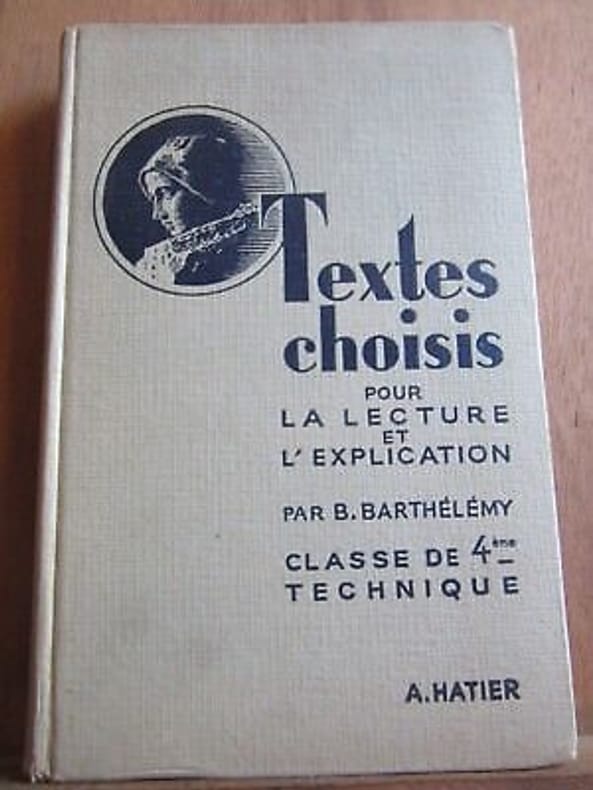 Textes
choisis
POUR
LA LECTURE
ET
L'EXPLICATION
PAR B. BARTHÉLÉMY
CLASSE DE 4ème
TECHNIQUE
A. HATIER